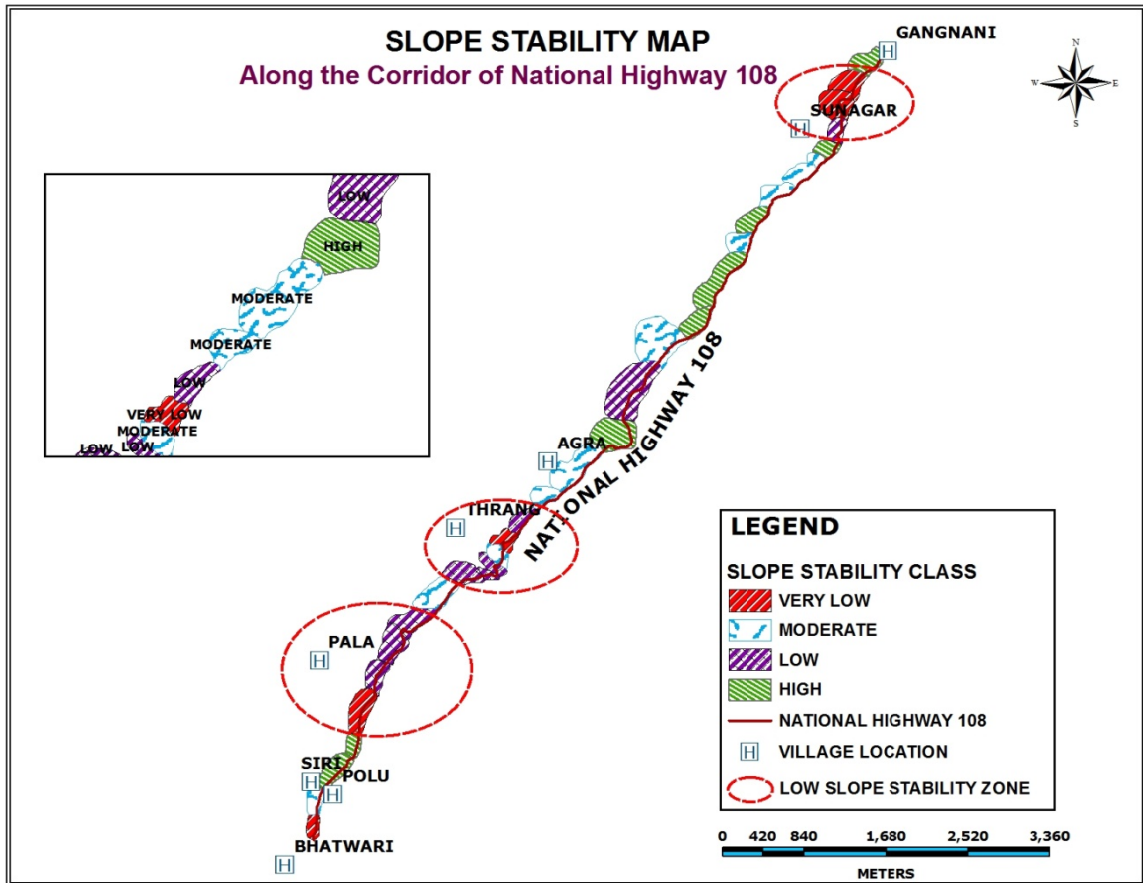 SLOPE STABILITY MAP
Along the Corridor of National Highway 108
GANGNANI
N
W
E
S
SUNAGAR
LOW
HIGH
MODERATE
MODERATE
LOW
VERY LOW
MODERATE
LOW
LOW
NATIONAL HIGHWAY 108
AGRA
THRANG
PALA
SIRI
POLU
BHATWARI
H
H
H
H
H
H
H
H
LEGEND
SLOPE STABILITY CLASS
VERY LOW
MODERATE
LOW
HIGH
NATIONAL HIGHWAY 108
H VILLAGE LOCATION
LOW SLOPE STABILITY ZONE
0 420 840 1,680 2,520 3,360
METERS